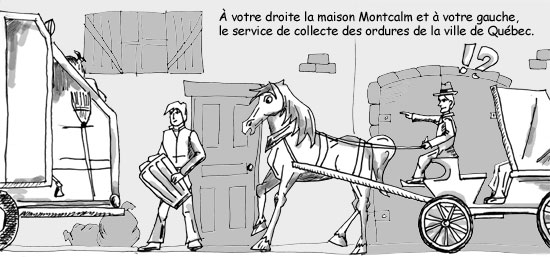 À votre droite la maison Montcalm et à votre gauche,
le service de collecte des ordures de la ville de Québec.
!?